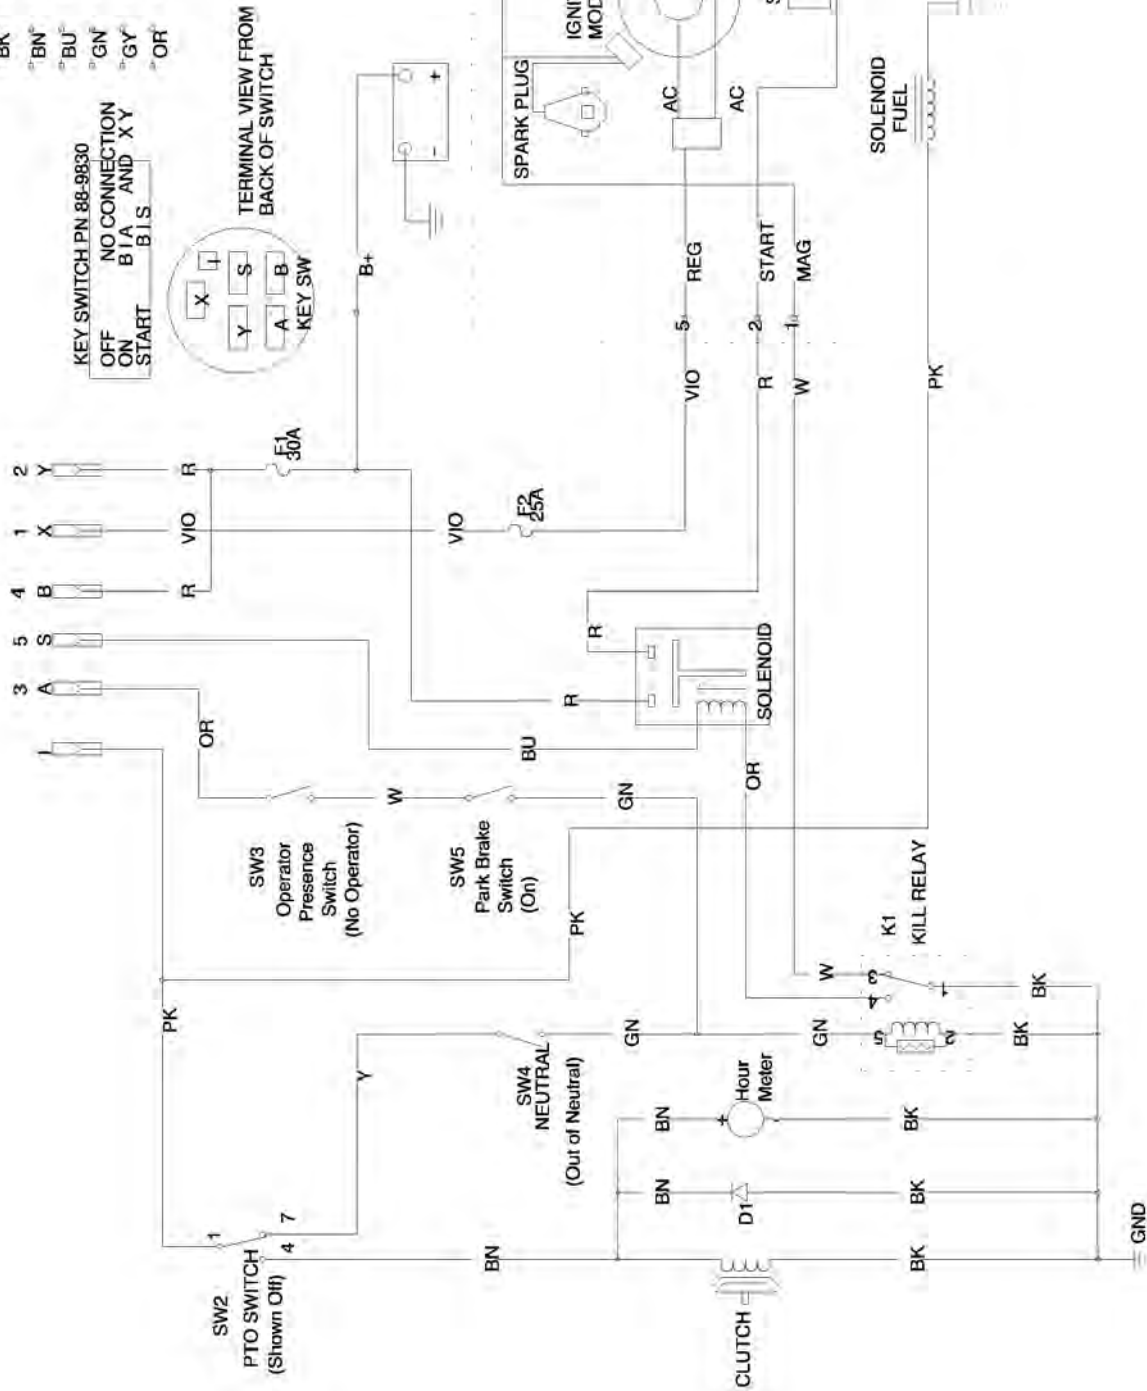 BK
BN
BU
GN
GY
OR
KEY SWITCH PN 88-9830
OFF NO CONNECTION
ON B I A AND X Y
START B I S
TERMINAL VIEW FROM
BACK OF SWITCH
X
I
Y
S
A
B
KEY SW
B+
-
+
SPARK PLUG
AC
AC
SOLENOID
FUEL
2
1
4
5
3
Y
X
B
S
A
I
R
VIO
R
F1
30A
VIO
F2
25A
OR
BU
R
R
SOLENOID
VIO
5
REG
R
2
START
W
1
MAG
PK
SW3
Operator
Presence
Switch
(No Operator)
W
SW5
Park Brake
Switch
(On)
GN
OR
PK
PK
K1
KILL RELAY
W
3
4
1
BK
Y
SW4
NEUTRAL
(Out of Neutral)
GN
GN
5
2
BK
SW2
PTO SWITCH
(Shown Off)
1
7
4
BN
BN
+
-
Hour
Meter
BK
BN
D1
BK
CLUTCH
BK
GND